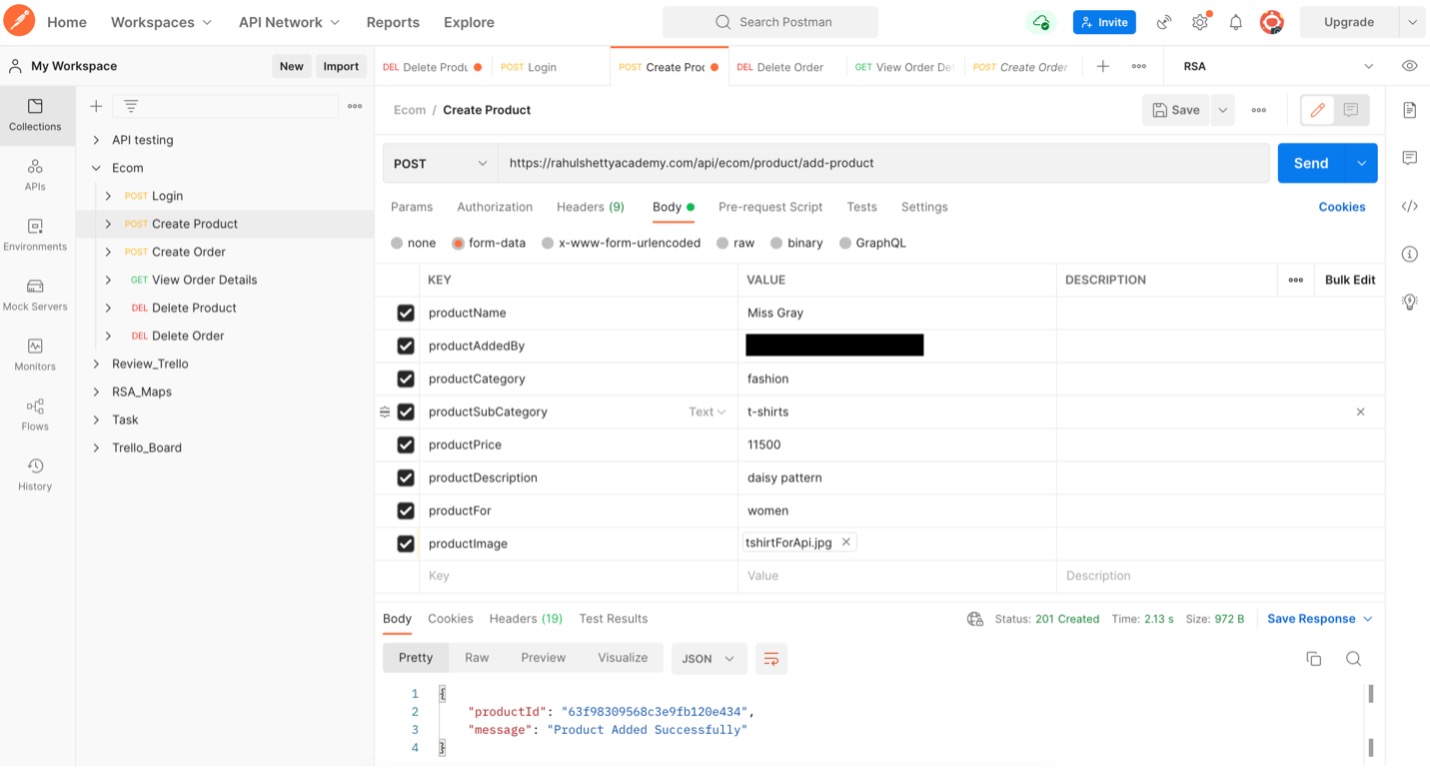 Home Workspaces API Network Reports Explore Search Postman Invite Upgrade
My Workspace New Import
DEL Delete Prod POST Login POST Create Proc DEL Delete Order GET View Order De POST Create Order RSA
Collections
APIs
Environments
Mock Servers
Monitors
Flows
History
API testing
Ecom
POST Login
POST Create Product
POST Create Order
GET View Order Details
DEL Delete Product
DEL Delete Order
Review_Trello
RSA_Maps
Task
Trello_Board
Ecom / Create Product Save
POST https://rahulshettyacademy.com/api/ecom/product/add-product Send
Params Authorization Headers (9) Body Pre-request Script Tests Settings Cookies
none form-data x-www-form-urlencoded raw binary GraphQL
KEY VALUE DESCRIPTION Bulk Edit
productName Miss Gray
productAddedBy
productCategory fashion
productSubCategory Text t-shirts
productPrice 11500
productDescription daisy pattern
productFor women
productImage tshirtForApi.jpg
Key Value Description
Body Cookies Headers (19) Test Results Status: 201 Created Time: 2.13 s Size: 972 B Save Response
Pretty Raw Preview Visualize JSON
1 {
2 "productId": "63f98309568c3e9fb120e434",
3 "message": "Product Added Successfully"
4 }